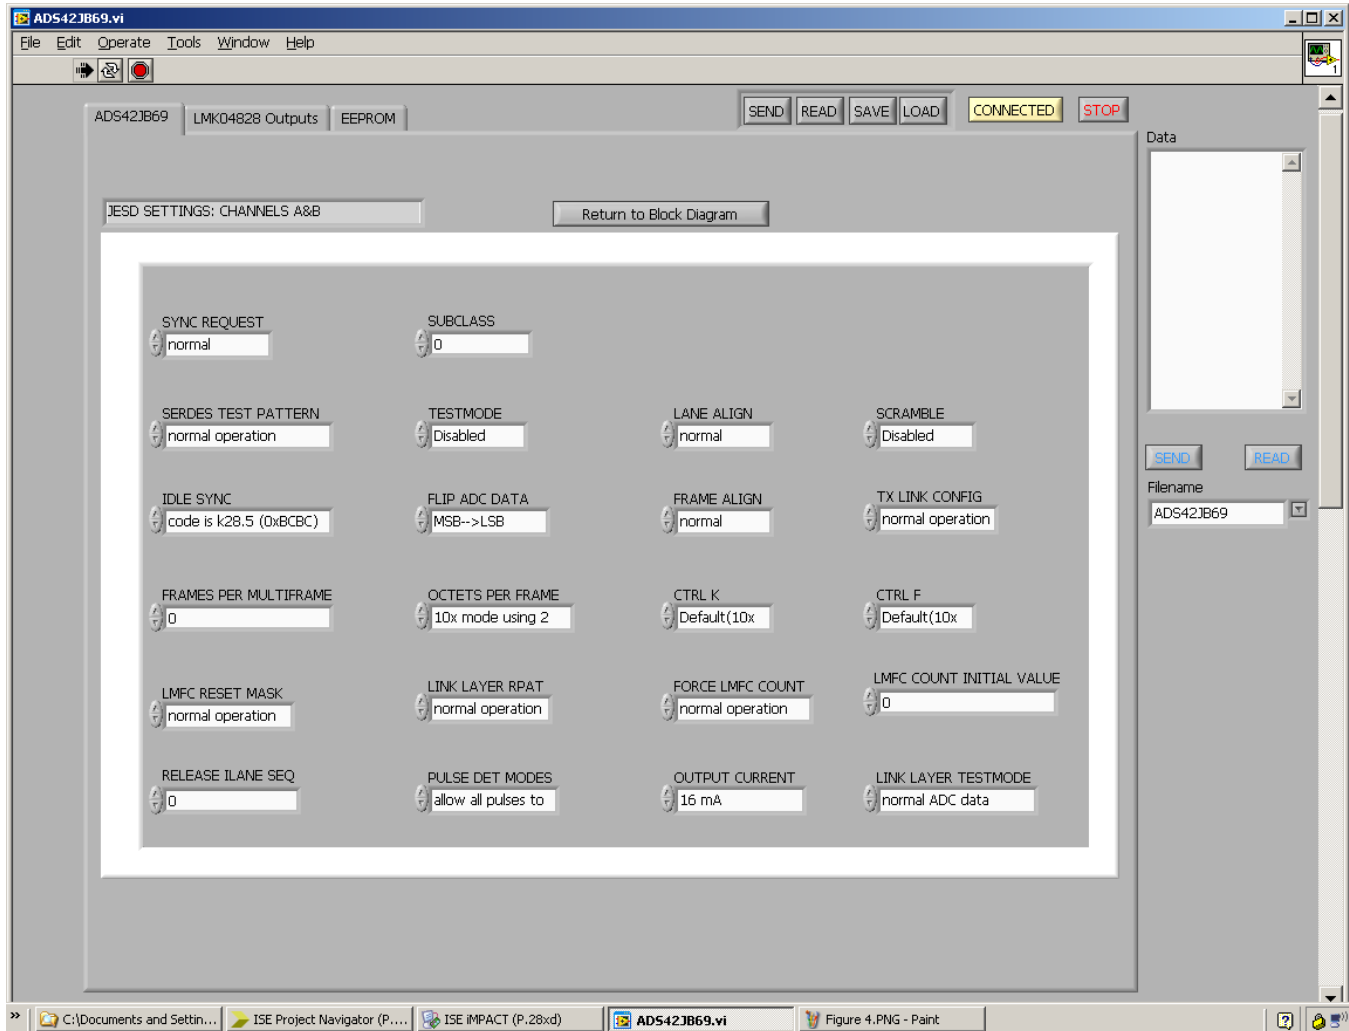 ADS42JB69.vi
File Edit Operate Tools Window Help
1
ADS42JB69 LMK04828 Outputs EEPROM
SEND READ SAVE LOAD CONNECTED STOP
Data
JESD SETTINGS: CHANNELS A&B
Return to Block Diagram
SYNC REQUEST SUBCLASS
normal 0
SERDES TEST PATTERN TESTMODE LANE ALIGN SCRAMBLE
normal operation Disabled normal Disabled
SEND READ
Filename
ADS42JB69
IDLE SYNC FLIP ADC DATA FRAME ALIGN TX LINK CONFIG
code is k28.5 (0xBCBC) MSB-->LSB normal normal operation
FRAMES PER MULTIFRAME OCTETS PER FRAME CTRL K CTRL F
0 10x mode using 2 Default(10x Default(10x
LMFC RESET MASK LINK LAYER RPAT FORCE LMFC COUNT LMFC COUNT INITIAL VALUE
normal operation normal operation normal operation 0
RELEASE ILANE SEQ PULSE DET MODES OUTPUT CURRENT LINK LAYER TESTMODE
0 allow all pulses to 16 mA normal ADC data
» C:\Documents and Settin... ISE Project Navigator (P.... ISE iMPACT (P.28xd) ADS42JB69.vi Figure 4.PNG - Paint